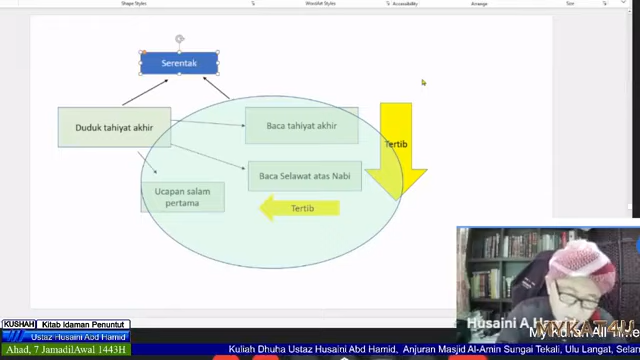 Shape Styles
WordArt Styles
Accessibility
Arrange
Size
Serentak
Duduk tahiyat akhir
Baca tahiyat akhir
Tertib
Baca Selawat atas Nabi
Ucapan salam
pertama
Tertib
Husaini A
KUSHAH Kitab Idaman Penuntut
Ustaz Husaini Abd Hamid
Ahad, 7 JamadilAwal 1443H
Kuliah Dhuha Ustaz Husaini Abd Hamid, Anjuran Masjid Al-Amin Sungai Tekali, Ulu Langat, Selan